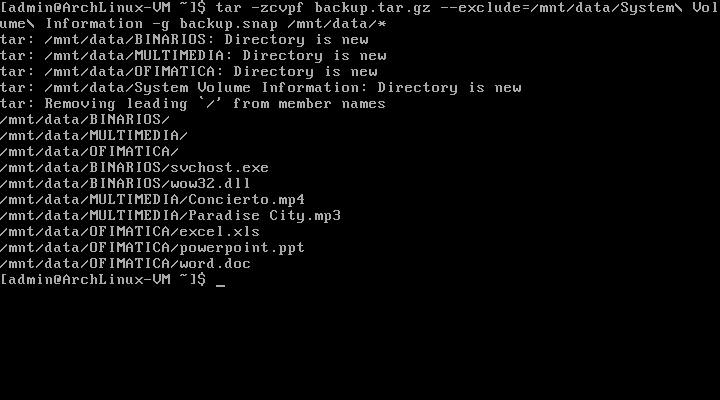 [admin@ArchLinux-VM ~]$ tar -zcvpf backup.tar.gz --exclude=/mnt/data/System\ Vol
ume\ Information -g backup.snap /mnt/data/*
tar: /mnt/data/BINARIOS: Directory is new
tar: /mnt/data/MULTIMEDIA: Directory is new
tar: /mnt/data/OFIMATICA: Directory is new
tar: /mnt/data/System Volume Information: Directory is new
tar: Removing leading `/' from member names
/mnt/data/BINARIOS/
/mnt/data/MULTIMEDIA/
/mnt/data/OFIMATICA/
/mnt/data/BINARIOS/svchost.exe
/mnt/data/BINARIOS/wow32.dll
/mnt/data/MULTIMEDIA/Concierto.mp4
/mnt/data/MULTIMEDIA/Paradise City.mp3
/mnt/data/OFIMATICA/excel.xls
/mnt/data/OFIMATICA/powerpoint.ppt
/mnt/data/OFIMATICA/word.doc
[admin@ArchLinux-VM ~]$ _